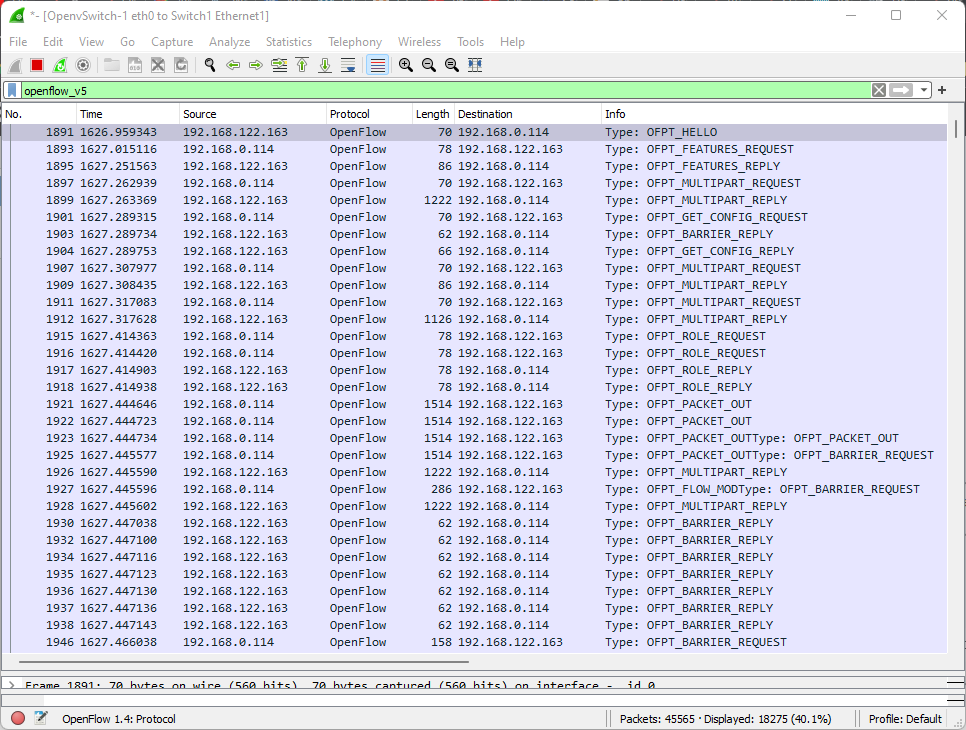 *- [OpenvSwitch-1 eth0 to Switch1 Ethernet1]
File Edit View Go Capture Analyze Statistics Telephony Wireless Tools Help
openflow_v5
No. Time Source Protocol Length Destination Info
1891 1626.959343 192.168.122.163 OpenFlow 70 192.168.0.114 Type: OFPT_HELLO
1893 1627.015116 192.168.0.114 OpenFlow 78 192.168.122.163 Type: OFPT_FEATURES_REQUEST
1895 1627.251563 192.168.122.163 OpenFlow 86 192.168.0.114 Type: OFPT_FEATURES_REPLY
1897 1627.262939 192.168.0.114 OpenFlow 70 192.168.122.163 Type: OFPT_MULTIPART_REQUEST
1899 1627.263369 192.168.122.163 OpenFlow 1222 192.168.0.114 Type: OFPT_MULTIPART_REPLY
1901 1627.289315 192.168.0.114 OpenFlow 70 192.168.122.163 Type: OFPT_GET_CONFIG_REQUEST
1903 1627.289734 192.168.122.163 OpenFlow 62 192.168.0.114 Type: OFPT_BARRIER_REPLY
1904 1627.289753 192.168.122.163 OpenFlow 66 192.168.0.114 Type: OFPT_GET_CONFIG_REPLY
1907 1627.307977 192.168.0.114 OpenFlow 70 192.168.122.163 Type: OFPT_MULTIPART_REQUEST
1909 1627.308435 192.168.122.163 OpenFlow 86 192.168.0.114 Type: OFPT_MULTIPART_REPLY
1911 1627.317083 192.168.0.114 OpenFlow 70 192.168.122.163 Type: OFPT_MULTIPART_REQUEST
1912 1627.317628 192.168.122.163 OpenFlow 1126 192.168.0.114 Type: OFPT_MULTIPART_REPLY
1915 1627.414363 192.168.0.114 OpenFlow 78 192.168.122.163 Type: OFPT_ROLE_REQUEST
1916 1627.414420 192.168.0.114 OpenFlow 78 192.168.122.163 Type: OFPT_ROLE_REQUEST
1917 1627.414903 192.168.122.163 OpenFlow 78 192.168.0.114 Type: OFPT_ROLE_REPLY
1918 1627.414938 192.168.122.163 OpenFlow 78 192.168.0.114 Type: OFPT_ROLE_REPLY
1921 1627.444646 192.168.0.114 OpenFlow 1514 192.168.122.163 Type: OFPT_PACKET_OUT
1922 1627.444723 192.168.0.114 OpenFlow 1514 192.168.122.163 Type: OFPT_PACKET_OUT
1923 1627.444734 192.168.0.114 OpenFlow 1514 192.168.122.163 Type: OFPT_PACKET_OUTType: OFPT_PACKET_OUT
1925 1627.445577 192.168.0.114 OpenFlow 1514 192.168.122.163 Type: OFPT_PACKET_OUTType: OFPT_BARRIER_REQUEST
1926 1627.445590 192.168.122.163 OpenFlow 1222 192.168.0.114 Type: OFPT_MULTIPART_REPLY
1927 1627.445596 192.168.0.114 OpenFlow 286 192.168.122.163 Type: OFPT_FLOW_MODType: OFPT_BARRIER_REQUEST
1928 1627.445602 192.168.122.163 OpenFlow 1222 192.168.0.114 Type: OFPT_MULTIPART_REPLY
1930 1627.447038 192.168.122.163 OpenFlow 62 192.168.0.114 Type: OFPT_BARRIER_REPLY
1932 1627.447100 192.168.122.163 OpenFlow 62 192.168.0.114 Type: OFPT_BARRIER_REPLY
1934 1627.447116 192.168.122.163 OpenFlow 62 192.168.0.114 Type: OFPT_BARRIER_REPLY
1935 1627.447123 192.168.122.163 OpenFlow 62 192.168.0.114 Type: OFPT_BARRIER_REPLY
1936 1627.447130 192.168.122.163 OpenFlow 62 192.168.0.114 Type: OFPT_BARRIER_REPLY
1937 1627.447136 192.168.122.163 OpenFlow 62 192.168.0.114 Type: OFPT_BARRIER_REPLY
1938 1627.447143 192.168.122.163 OpenFlow 62 192.168.0.114 Type: OFPT_BARRIER_REPLY
1946 1627.466038 192.168.0.114 OpenFlow 158 192.168.122.163 Type: OFPT_BARRIER_REQUEST
Frame 1891: 70 bytes on wire (560 bits), 70 bytes captured (560 bits) on interface -, id 0
OpenFlow 1.4: Protocol Packets: 45565 · Displayed: 18275 (40.1%) Profile: Default